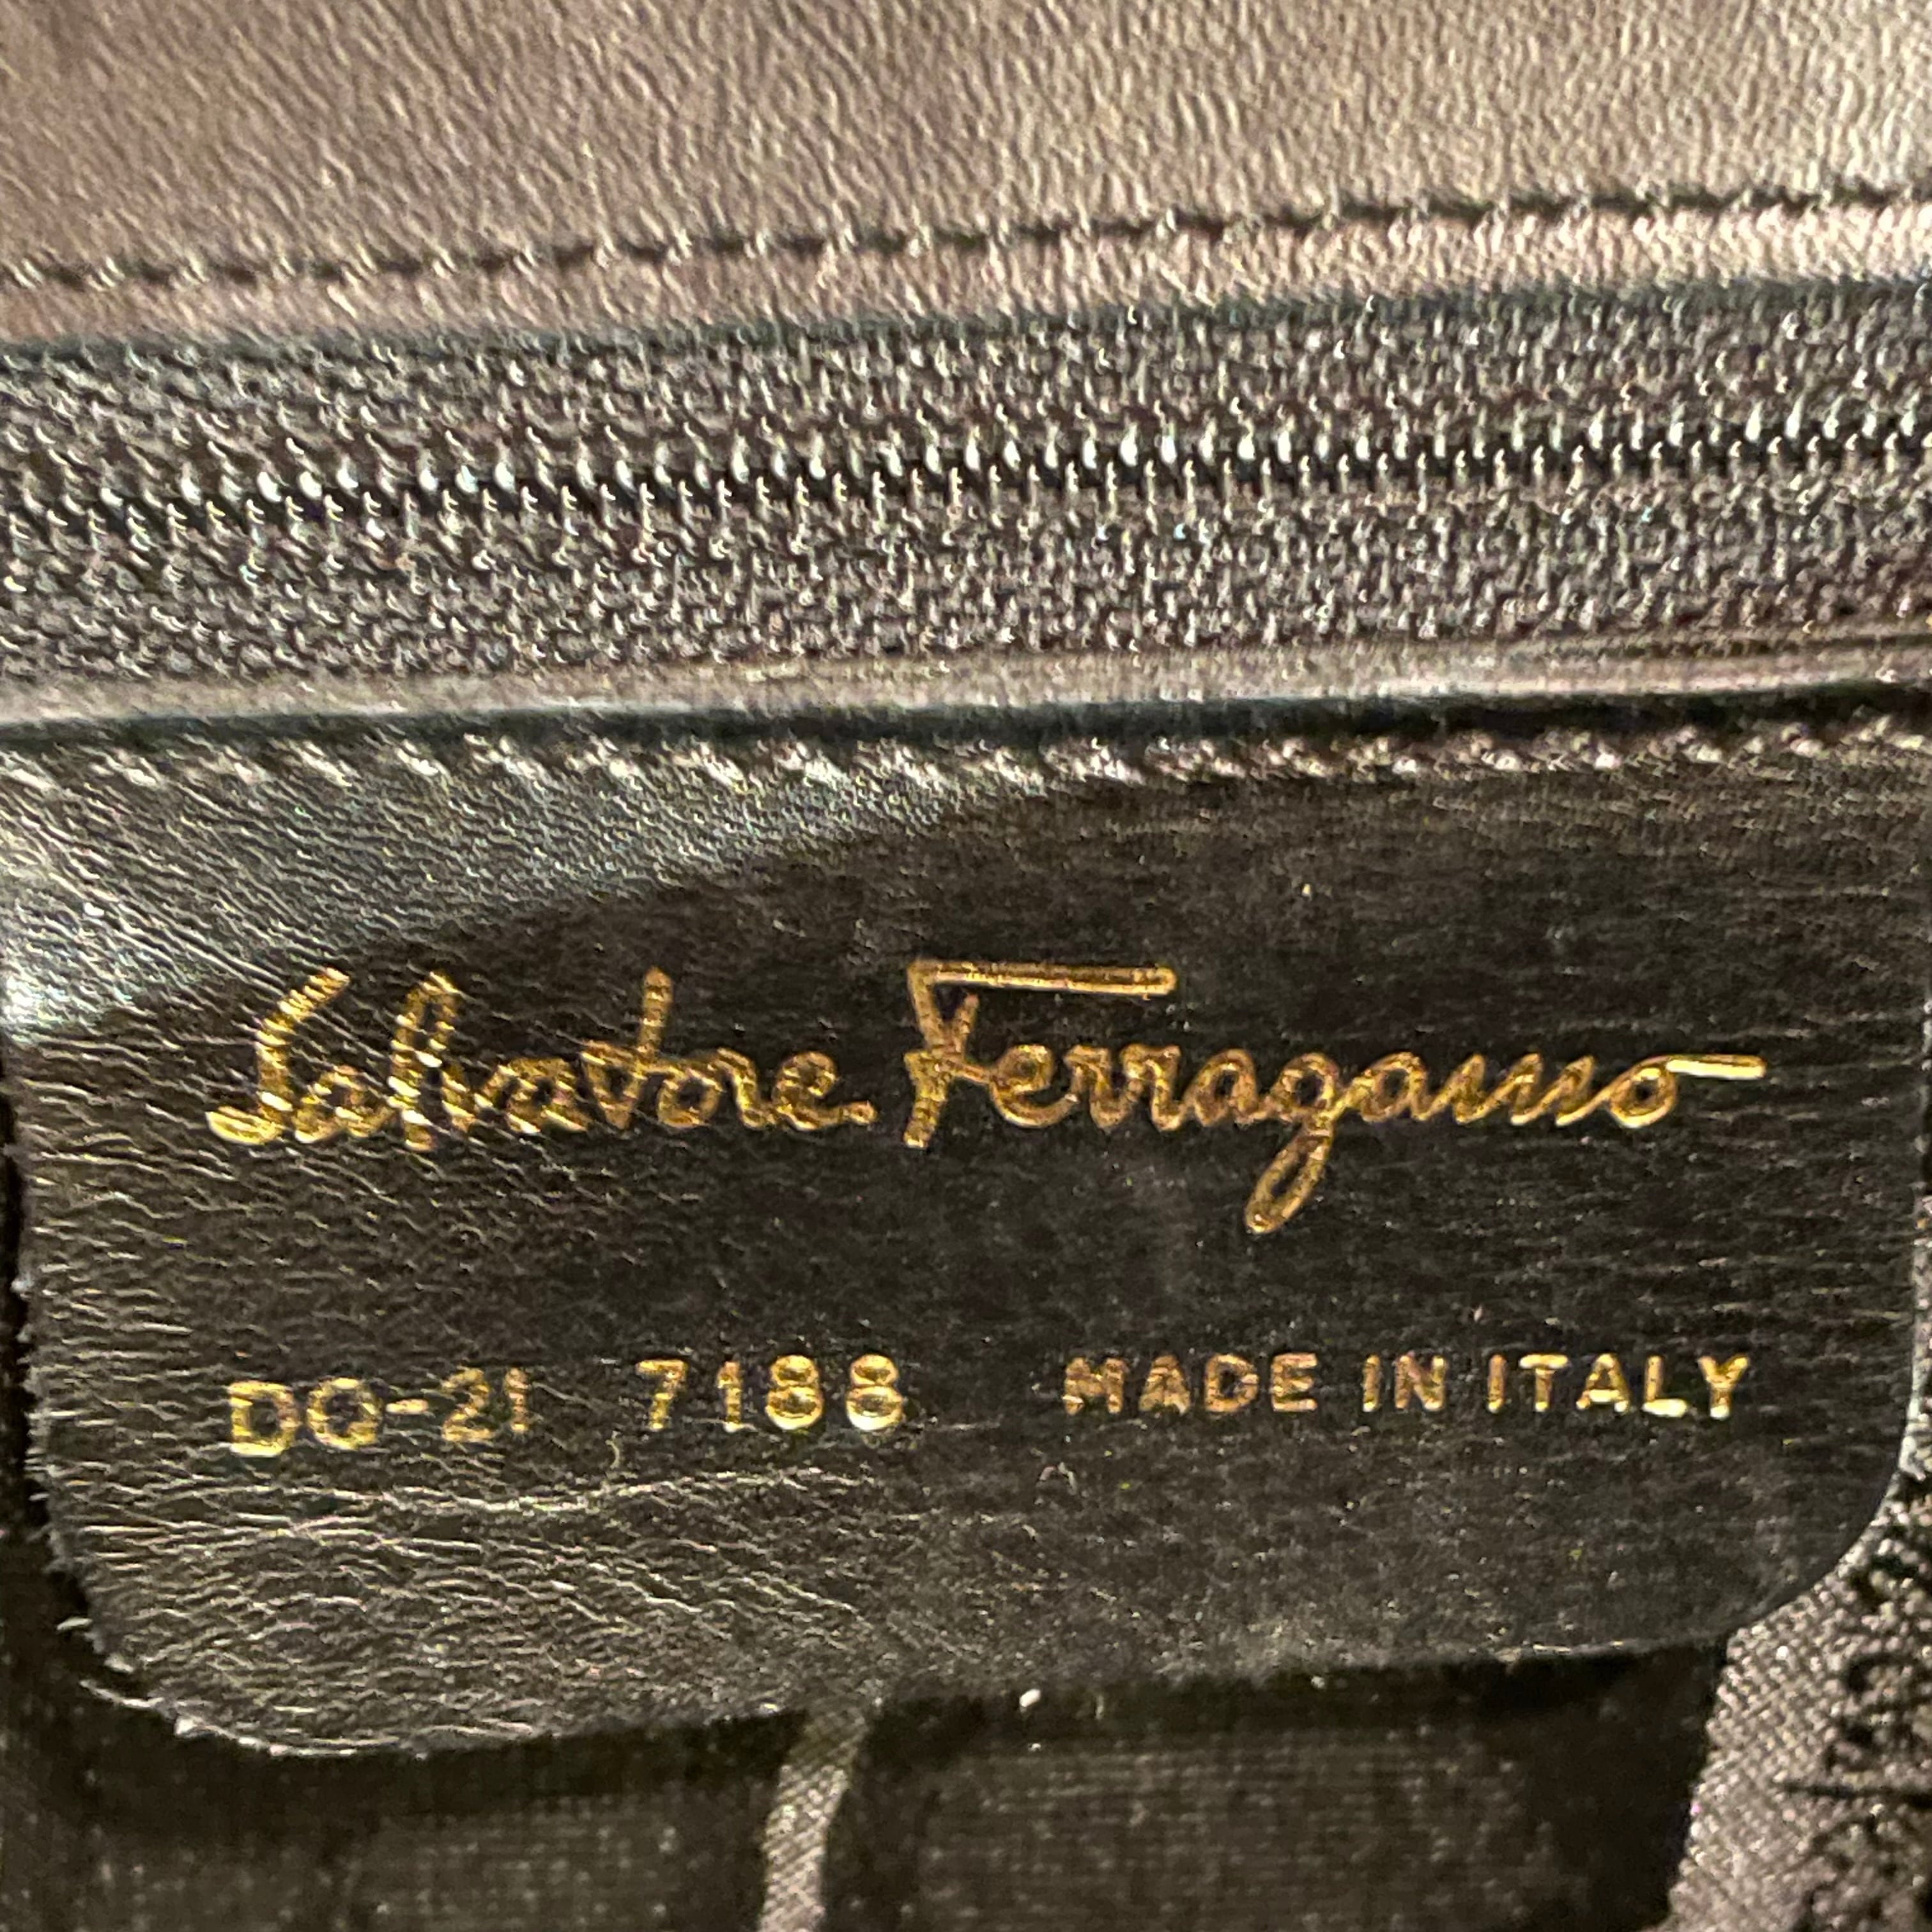 Salvatore Ferragamo
DQ-21 7188 MADE IN ITALY